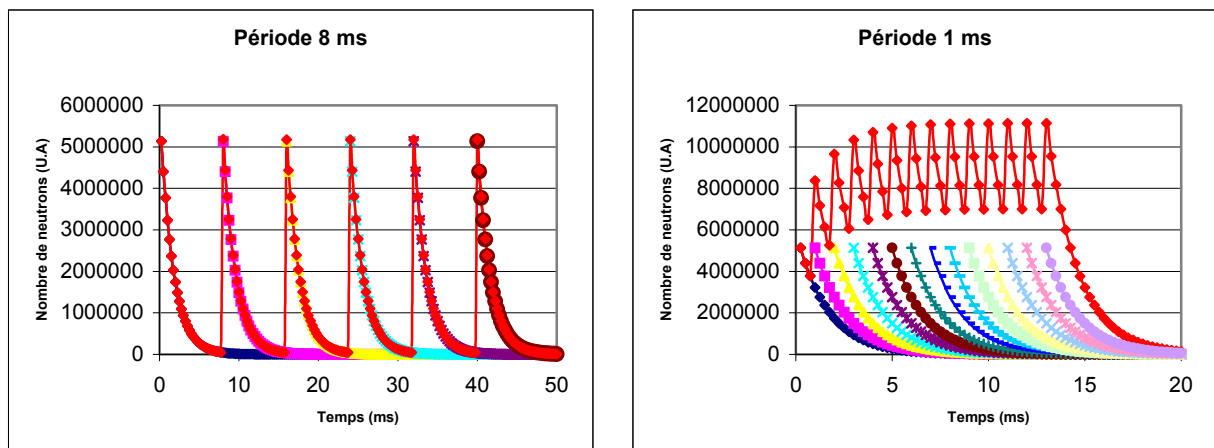 Période 8 ms
Nombre de neutrons (U.A)
6000000
5000000
4000000
3000000
2000000
1000000
0
0 10 20 30 40 50
Temps (ms)
Période 1 ms
Nombre de neutrons (U.A)
12000000
10000000
8000000
6000000
4000000
2000000
0
0 5 10 15 20
Temps (ms)